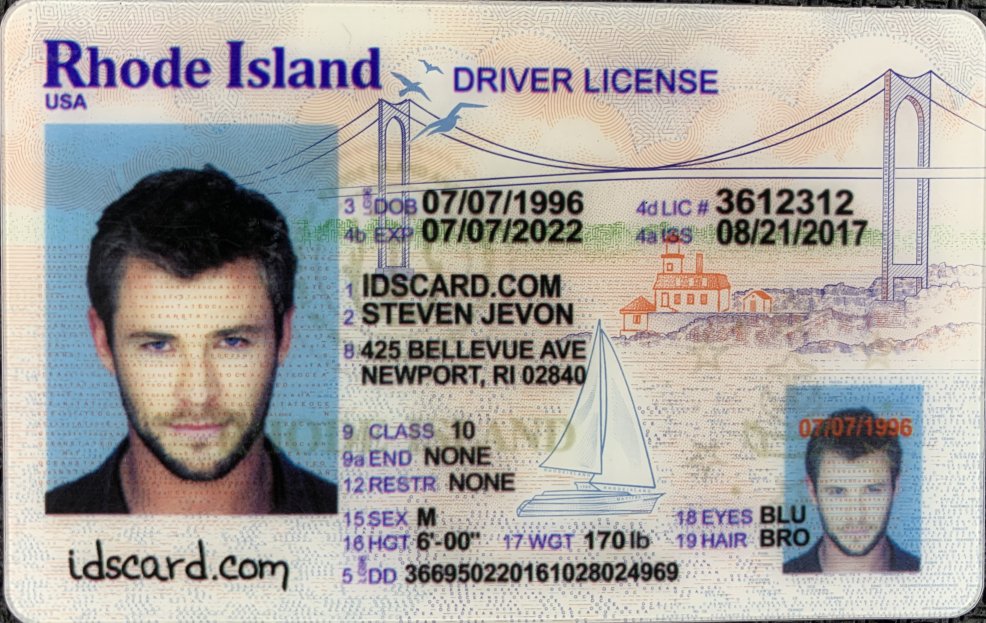 Rhode Island
USA
DRIVER LICENSE
3 DOB 07/07/1996
4d LIC # 3612312
4b EXP 07/07/2022
4a ISS 08/21/2017
1 IDSCARD.COM
2 STEVEN JEVON
8 425 BELLEVUE AVE
NEWPORT, RI 02840
9 CLASS 10
9a END NONE
12 RESTR NONE
15 SEX M
16 HGT 6'-00" 17 WGT 170 lb
18 EYES BLU
19 HAIR BRO
5 DD 366950220161028024969
07/07/1996
idscard.com